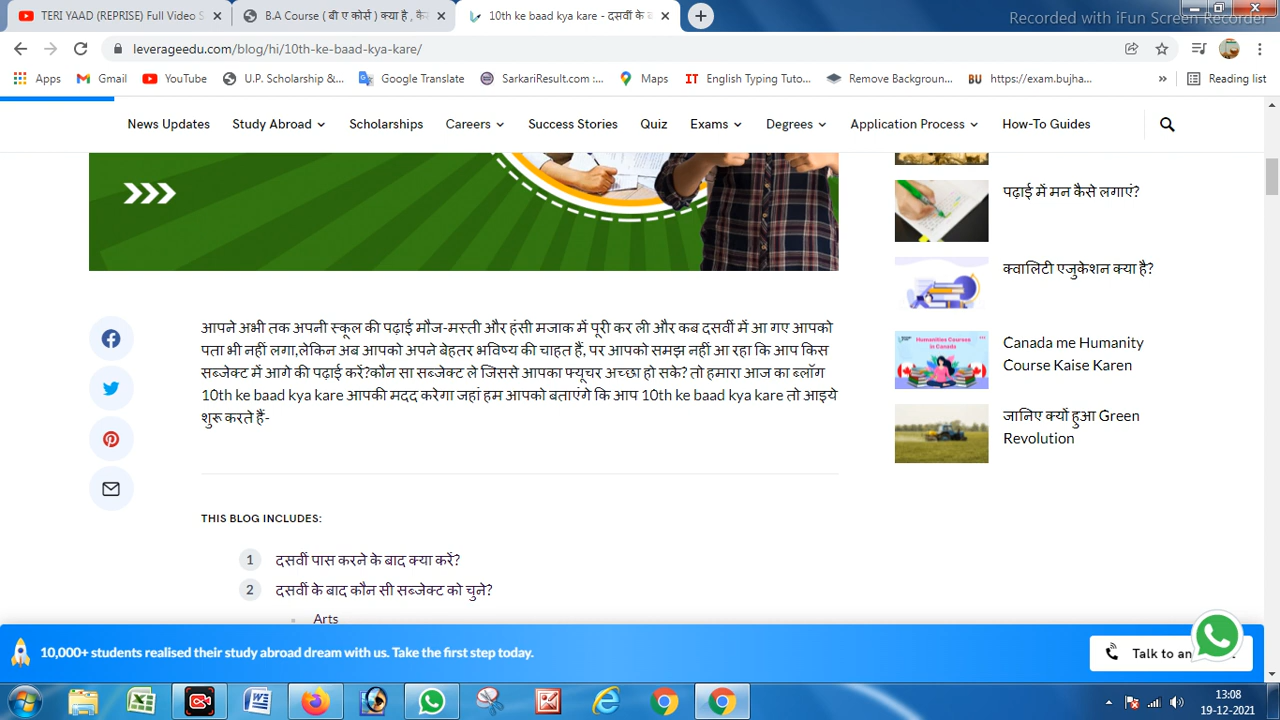 TERI YAAD (REPRISE) Full Video S
B.A Course ( बी ए कोर्स ) क्या है , कै
10th ke baad kya kare - दसवीं के ब
Recorded with iFun Screen Recorder
leverageedu.com/blog/hi/10th-ke-baad-kya-kare/
Apps
Gmail
YouTube
U.P. Scholarship &...
Google Translate
SarkariResult.com :...
Maps
IT English Typing Tuto...
Remove Backgroun...
BU https://exam.bujha...
»
Reading list
News Updates
Study Abroad
Scholarships
Careers
Success Stories
Quiz
Exams
Degrees
Application Process
How-To Guides
पढ़ाई में मन कैसे लगाएं?
क्वालिटी एजुकेशन क्या है?
Canada me Humanity
Course Kaise Karen
जानिए क्यों हुआ Green
Revolution
आपने अभी तक अपनी स्कूल की पढ़ाई मौज-मस्ती और हंसी मजाक में पूरी कर ली और कब दसवीं में आ गए आपको
पता भी नहीं लगा,लेकिन अब आपको अपने बेहतर भविष्य की चाहत हैं, पर आपको समझ नहीं आ रहा कि आप किस
सब्जेक्ट में आगे की पढ़ाई करें?कौन सा सब्जेक्ट ले जिससे आपका फ्यूचर अच्छा हो सके? तो हमारा आज का ब्लॉग
10th ke baad kya kare आपकी मदद करेगा जहां हम आपको बताएंगे कि आप 10th ke baad kya kare तो आइये
शुरू करते हैं-
THIS BLOG INCLUDES:
1 दसवीं पास करने के बाद क्या करें?
2 दसवीं के बाद कौन सी सब्जेक्ट को चुने?
Arts
10,000+ students realised their study abroad dream with us. Take the first step today.
Talk to an
13:08
19-12-2021